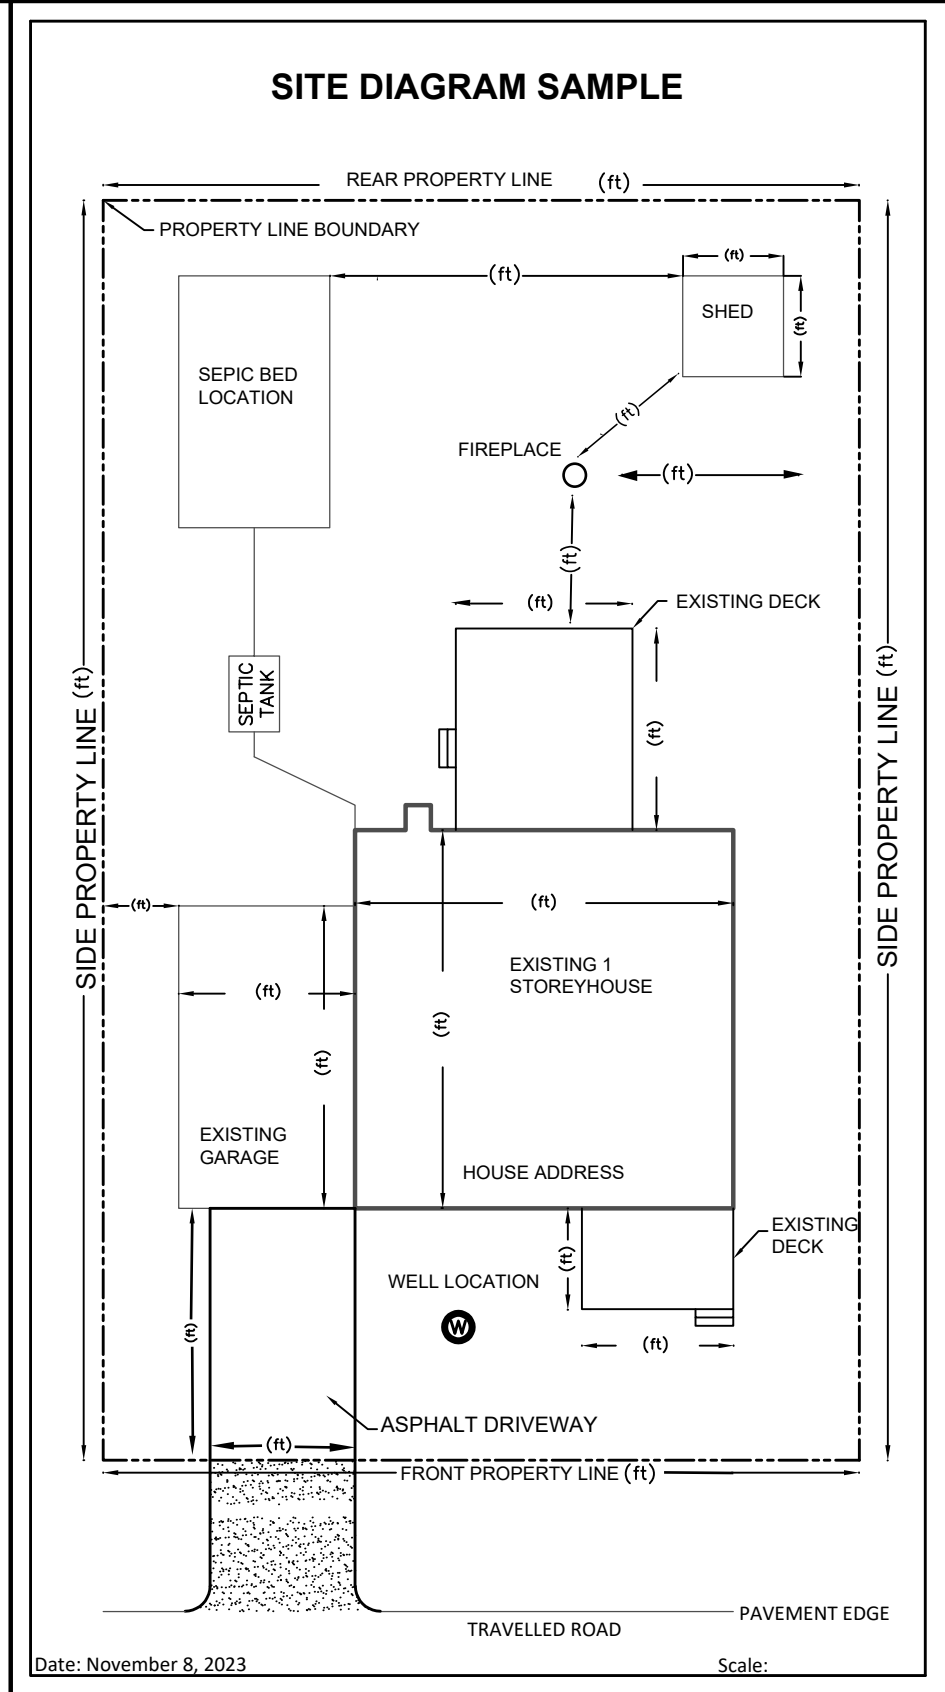 SITE DIAGRAM SAMPLE
REAR PROPERTY LINE (ft)
PROPERTY LINE BOUNDARY
(ft)
(ft)
SHED
(ft)
SEPIC BED
LOCATION
(ft)
FIREPLACE
(ft)
(ft)
(ft)
EXISTING DECK
SEPTIC
TANK
(ft)
SIDE PROPERTY LINE (ft)
SIDE PROPERTY LINE (ft)
(ft)
(ft)
EXISTING 1
STOREYHOUSE
(ft)
(ft)
(ft)
EXISTING
GARAGE
HOUSE ADDRESS
EXISTING
DECK
(ft)
WELL LOCATION
W
(ft)
(ft)
ASPHALT DRIVEWAY
(ft)
FRONT PROPERTY LINE (ft)
PAVEMENT EDGE
TRAVELLED ROAD
Date: November 8, 2023
Scale: